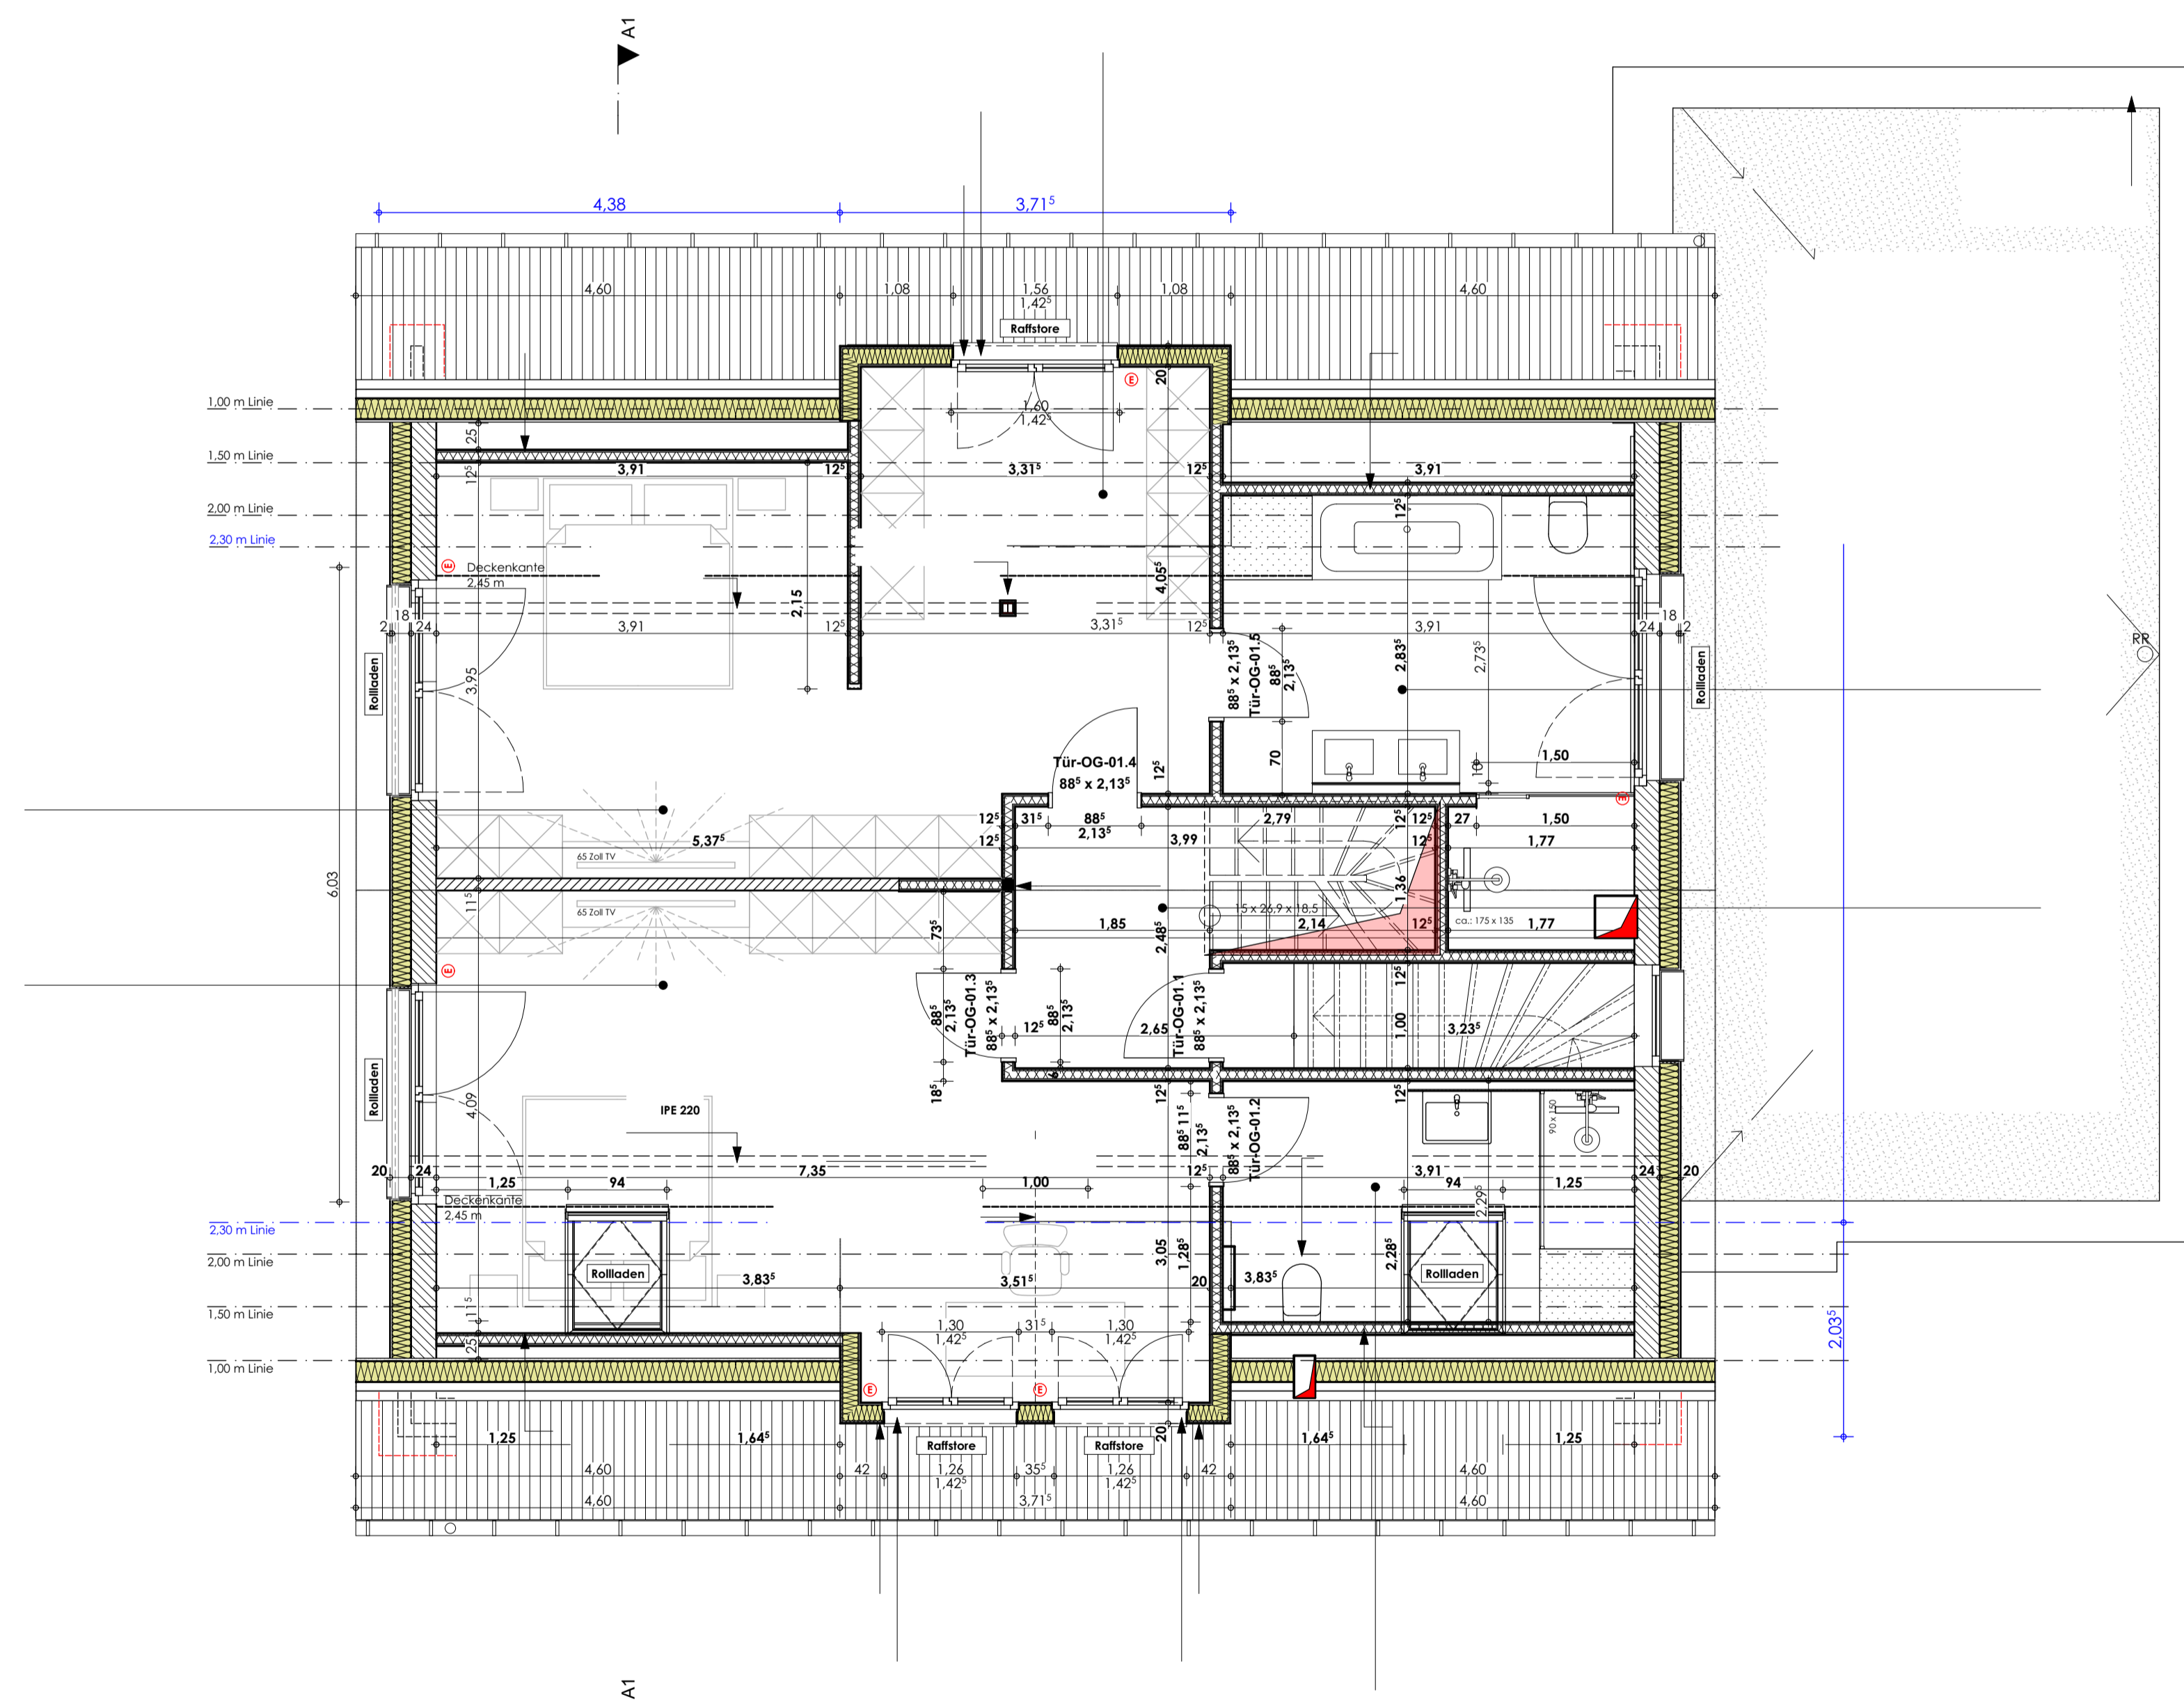 A1
4,38
3,71⁵
4,60
1,08
1,56
1,42⁵
1,08
4,60
Raffstore
1,00 m Linie
E
20
1,60
1,42⁵
25
1,50 m Linie
12⁵
3,91
12⁵
3,31⁵
12⁵
3,91
2,00 m Linie
12⁵
2,30 m Linie
E
Deckenkante
2,45 m
2,15
4,05⁵
2
18
24
3,91
12⁵
3,31⁵
12⁵
3,91
24
18
2
RR
Rollladen
3,95
88⁵ x 2,13⁵
Tür-OG-01.5
88⁵
2,13⁵
2,83⁵
2,73⁵
Rollladen
Tür-OG-01.4
88⁵ x 2,13⁵
12⁵
70
10
1,50
E
12⁵
31⁵
88⁵
2,13⁵
2,79
12⁵
12⁵
27
1,50
5,37⁵
12⁵
3,99
12⁵
1,77
65 Zoll TV
6,03
11⁵
1,36
65 Zoll TV
73⁵
1,85
2,48⁵
15 x 26,9 x 18,5
2,14
12⁵
ca.: 175 x 135
1,77
E
12⁵
88⁵
2,13⁵
Tür-OG-01.3
88⁵ x 2,13⁵
12⁵
88⁵
2,13⁵
2,65
Tür-OG-01.1
88⁵ x 2,13⁵
1,00
3,23⁵
Rollladen
4,09
18⁵
6
12⁵
12⁵
IPE 220
88⁵
11⁵
2,13⁵
88⁵ x 2,13⁵
Tür-OG-01.2
90 x 150
20
24
7,35
12⁵
3,91
24
20
1,25
94
1,00
94
1,25
Deckenkante
2,45 m
2,29⁵
2,30 m Linie
2,00 m Linie
3,05
1,28⁵
2,28⁵
Rollladen
3,83⁵
3,51⁵
20
3,83⁵
Rollladen
1,50 m Linie
11⁵
1,30
1,42⁵
31⁵
1,30
1,42⁵
2,03⁵
25
1,00 m Linie
E
E
20
1,25
1,64⁵
Raffstore
Raffstore
1,64⁵
1,25
4,60
42
1,26
1,42⁵
35⁵
1,26
1,42⁵
42
4,60
4,60
3,71⁵
4,60
A1